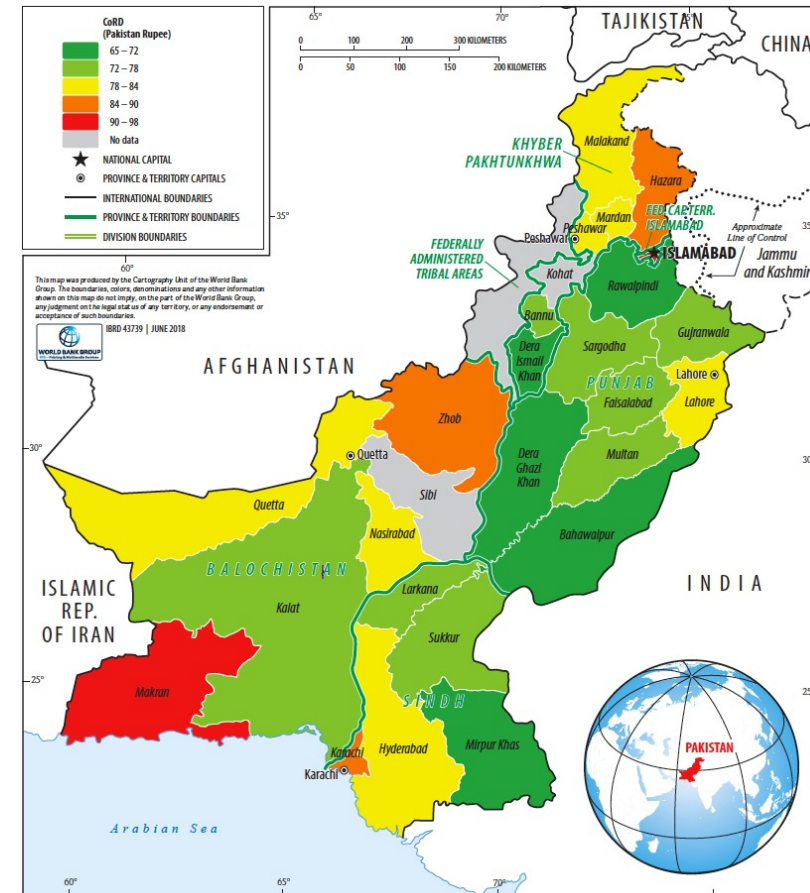 CoRD
(Pakistan Rupee)
65 – 72
72 – 78
78 – 84
84 – 90
90 – 98
No data
NATIONAL CAPITAL
PROVINCE & TERRITORY CAPITALS
INTERNATIONAL BOUNDARIES
PROVINCE & TERRITORY BOUNDARIES
DIVISION BOUNDARIES
65°
70°
75°
0 100 200 300 KILOMETERS
0 50 100 150 200 KILOMETERS
TAJIKISTAN
CHINA
KHYBER
PAKHTUNKHWA
Malakand
Hazara
35°
35
60°
Mardan
Peshawar
Peshawar
FED.CAP.TERR.
ISLAMABAD
Approximate
Line of Control
FEDERALLY
ADMINISTERED
TRIBAL AREAS
ISLAMABAD
Jammu
and Kashmir
Kohat
Rawalpindi
This map was produced by the Cartography Unit of the World Bank
Group. The boundaries, colors, denominations and any other information
shown on this map do not imply, on the part of the World Bank Group,
any judgment on the legal status of any territory, or any endorsement or
acceptance of such boundaries.
WORLD BANK GROUP
IBRD 43739 | JUNE 2018
Bannu
Dera
Ismail
Khan
Sargodha
Gujranwala
AFGHANISTAN
PUNJAB
Lahore
Faisalabad
Lahore
Zhob
30°
30
Quetta
Dera
Ghazi
Khan
Multan
Sibi
Quetta
Nasirabad
Bahawalpur
BALOCHISTAN
ISLAMIC
REP.
OF IRAN
INDIA
Larkana
Kalat
Sukkur
25°
25
Makran
SINDH
Karachi
Hyderabad
Mirpur Khas
Karachi
PAKISTAN
Arabian Sea
60°
65°
70°